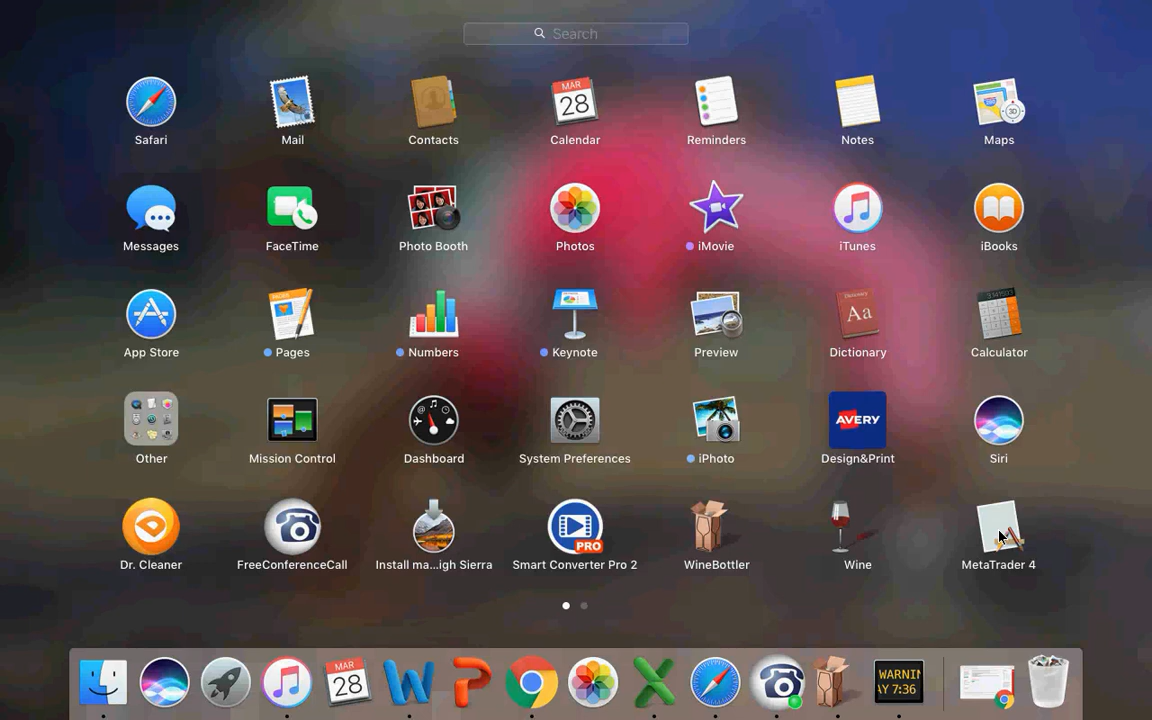 Search
Safari
Mail
Contacts
MAR
28
Calendar
Reminders
Notes
3D
Maps
Messages
FaceTime
Photo Booth
Photos
iMovie
iTunes
iBooks
App Store
Pages
Numbers
Keynote
Preview
Dictionary
Aa
Dictionary
Calculator
Other
Mission Control
Dashboard
System Preferences
iPhoto
AVERY
Design&Print
Siri
Dr. Cleaner
FreeConferenceCall
Install ma...igh Sierra
PRO
Smart Converter Pro 2
WineBottler
Wine
MetaTrader 4
MAR
28
WARNIN
AY 7:36